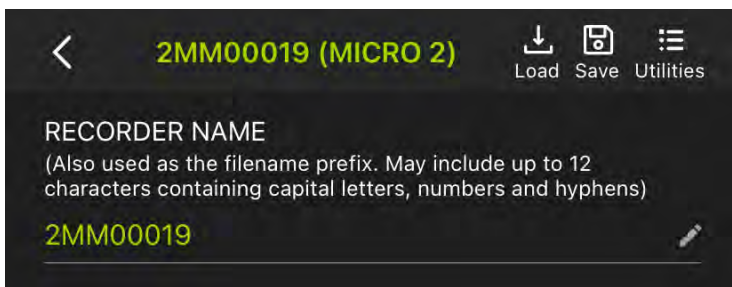 2MM00019 (MICRO 2)
Load Save Utilities
RECORDER NAME
(Also used as the filename prefix. May include up to 12
characters containing capital letters, numbers and hyphens)
2MM00019